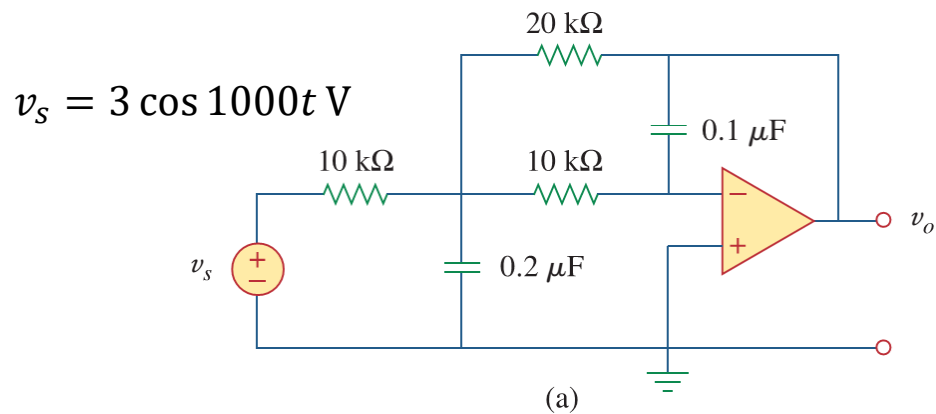 20 kΩ
v_s = 3 cos 1000t V
0.1 μF
10 kΩ 10 kΩ
−
v_o
+
v_s + −
0.2 μF
(a)